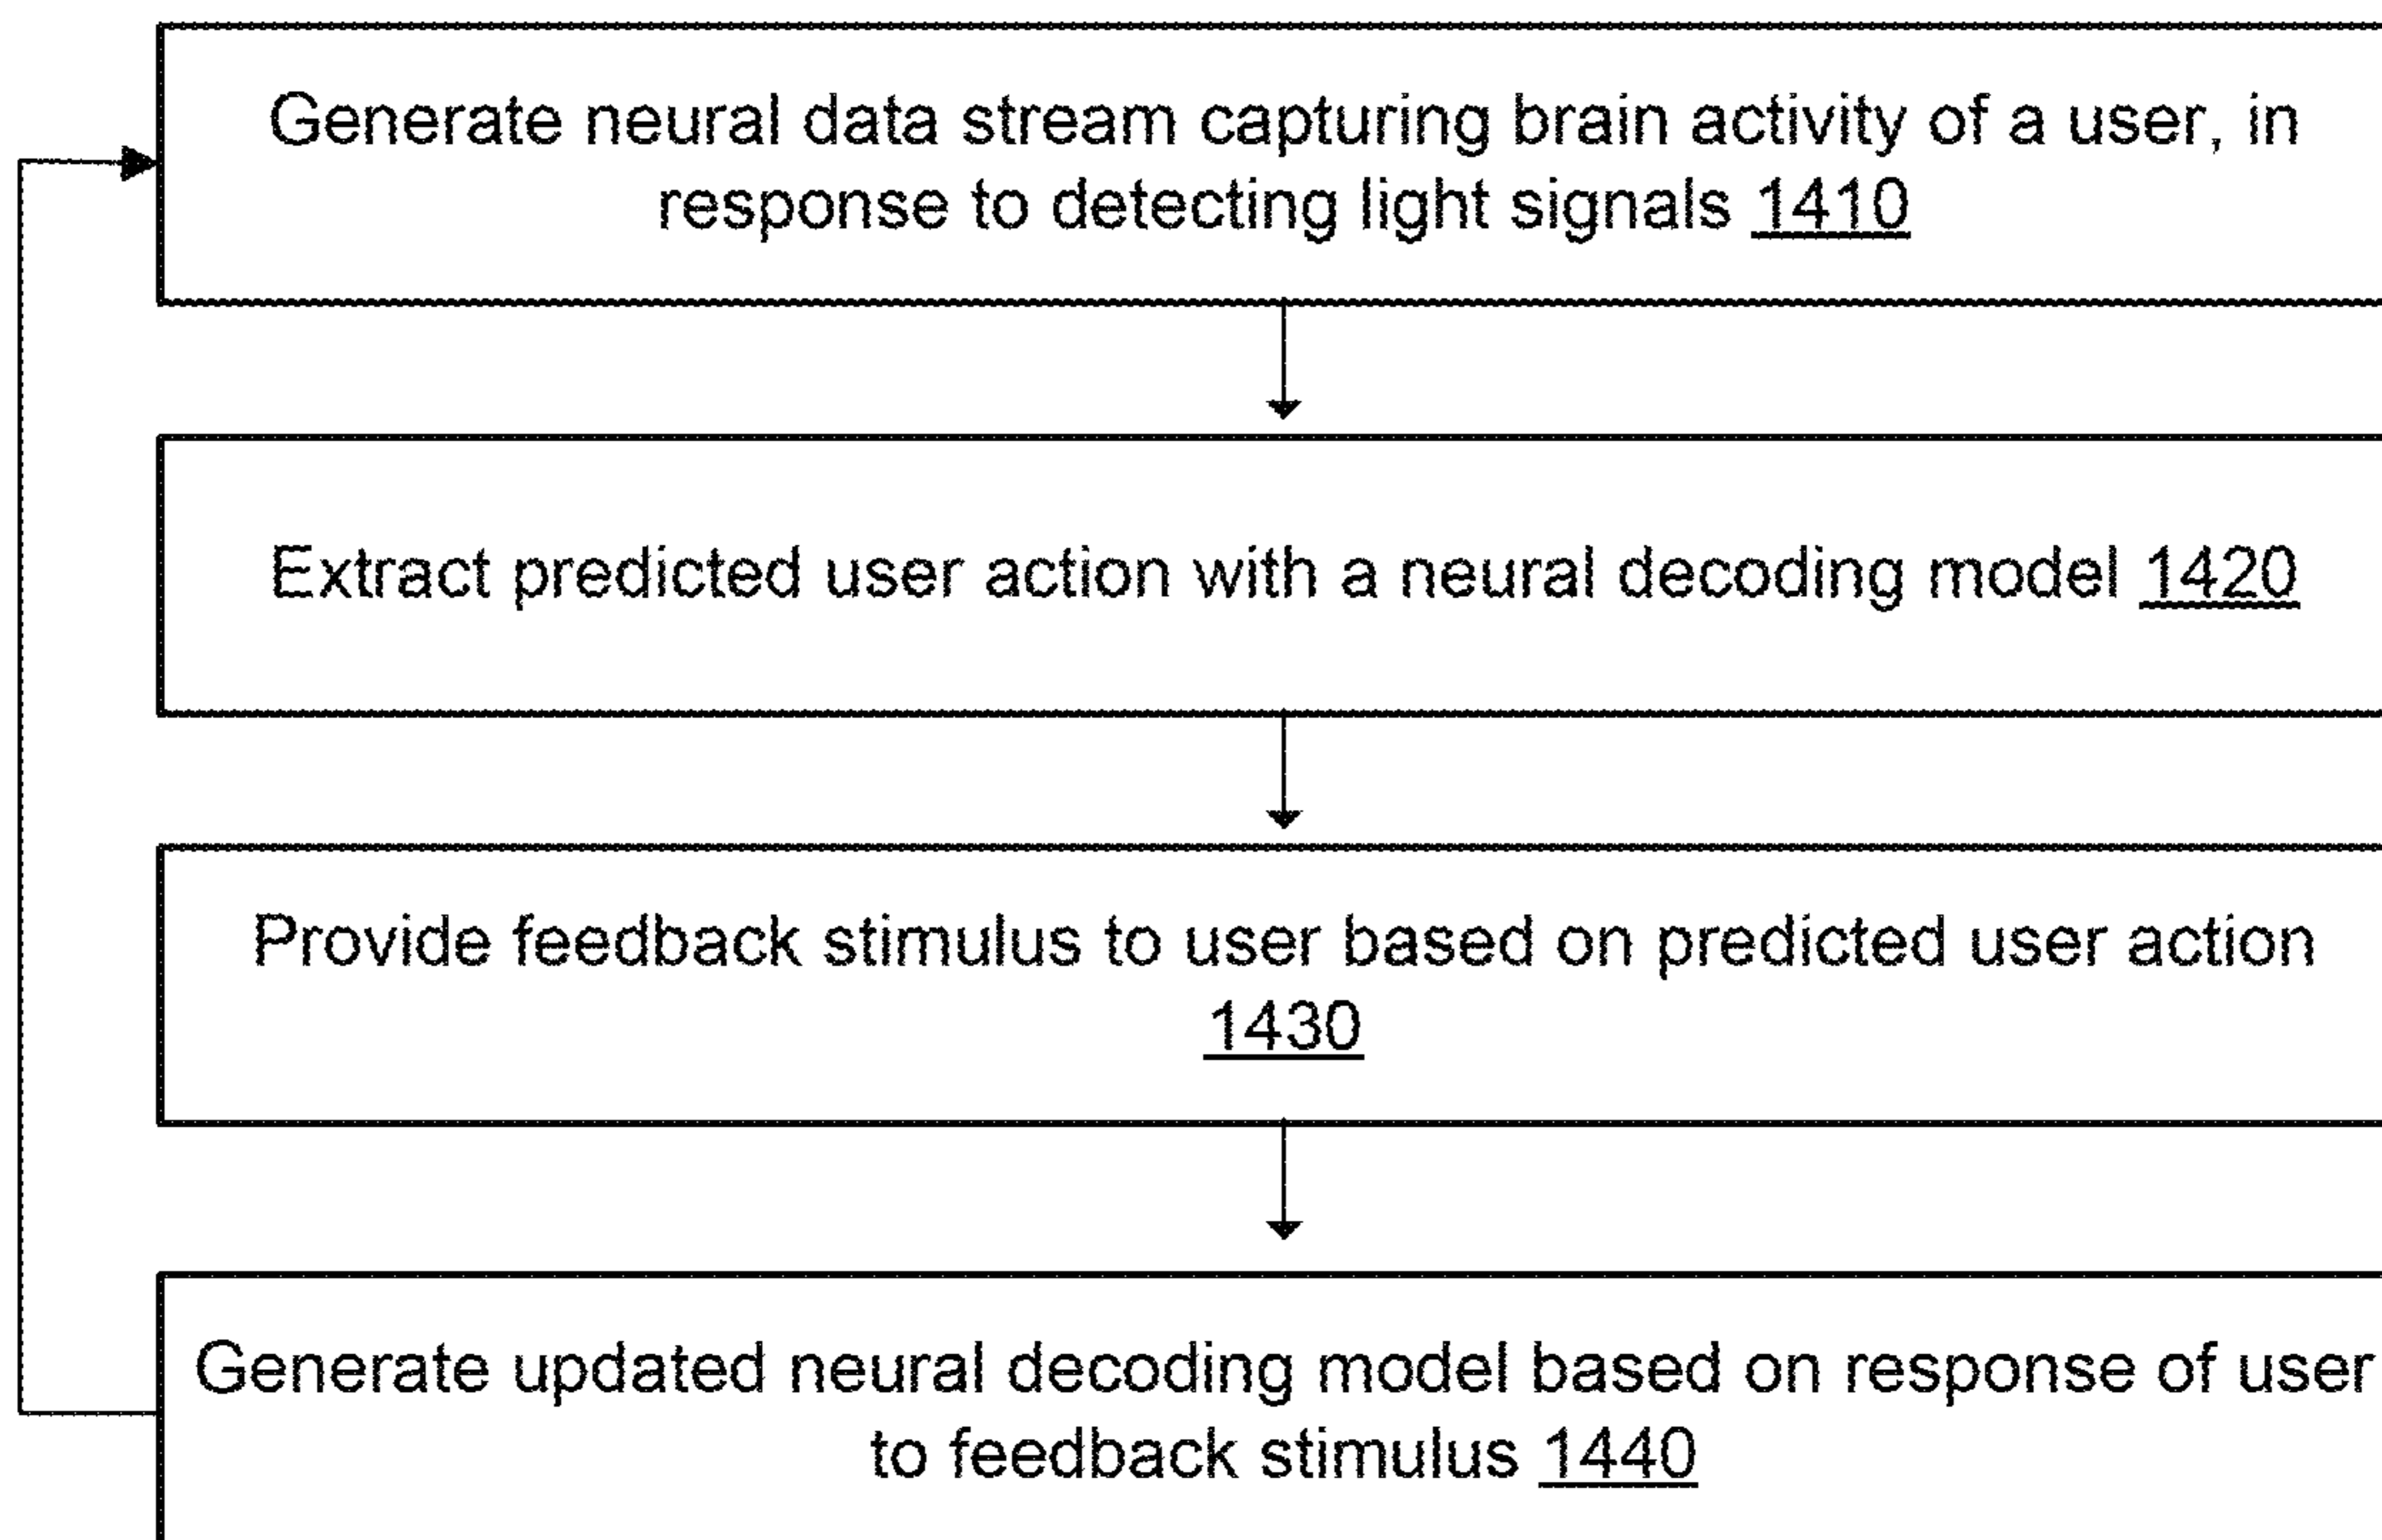 Generate neural data stream capturing brain activity of a user, in
response to detecting light signals 1410
Extract predicted user action with a neural decoding model 1420
Provide feedback stimulus to user based on predicted user action
1430
Generate updated neural decoding model based on response of user
to feedback stimulus 1440